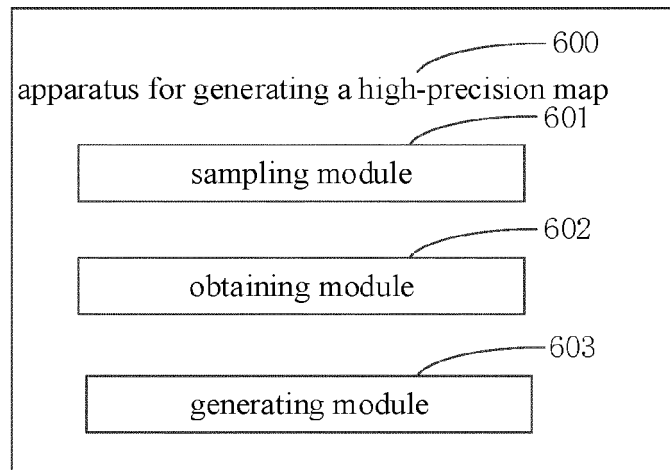 600
apparatus for generating a high-precision map
601
sampling module
602
obtaining module
603
generating module